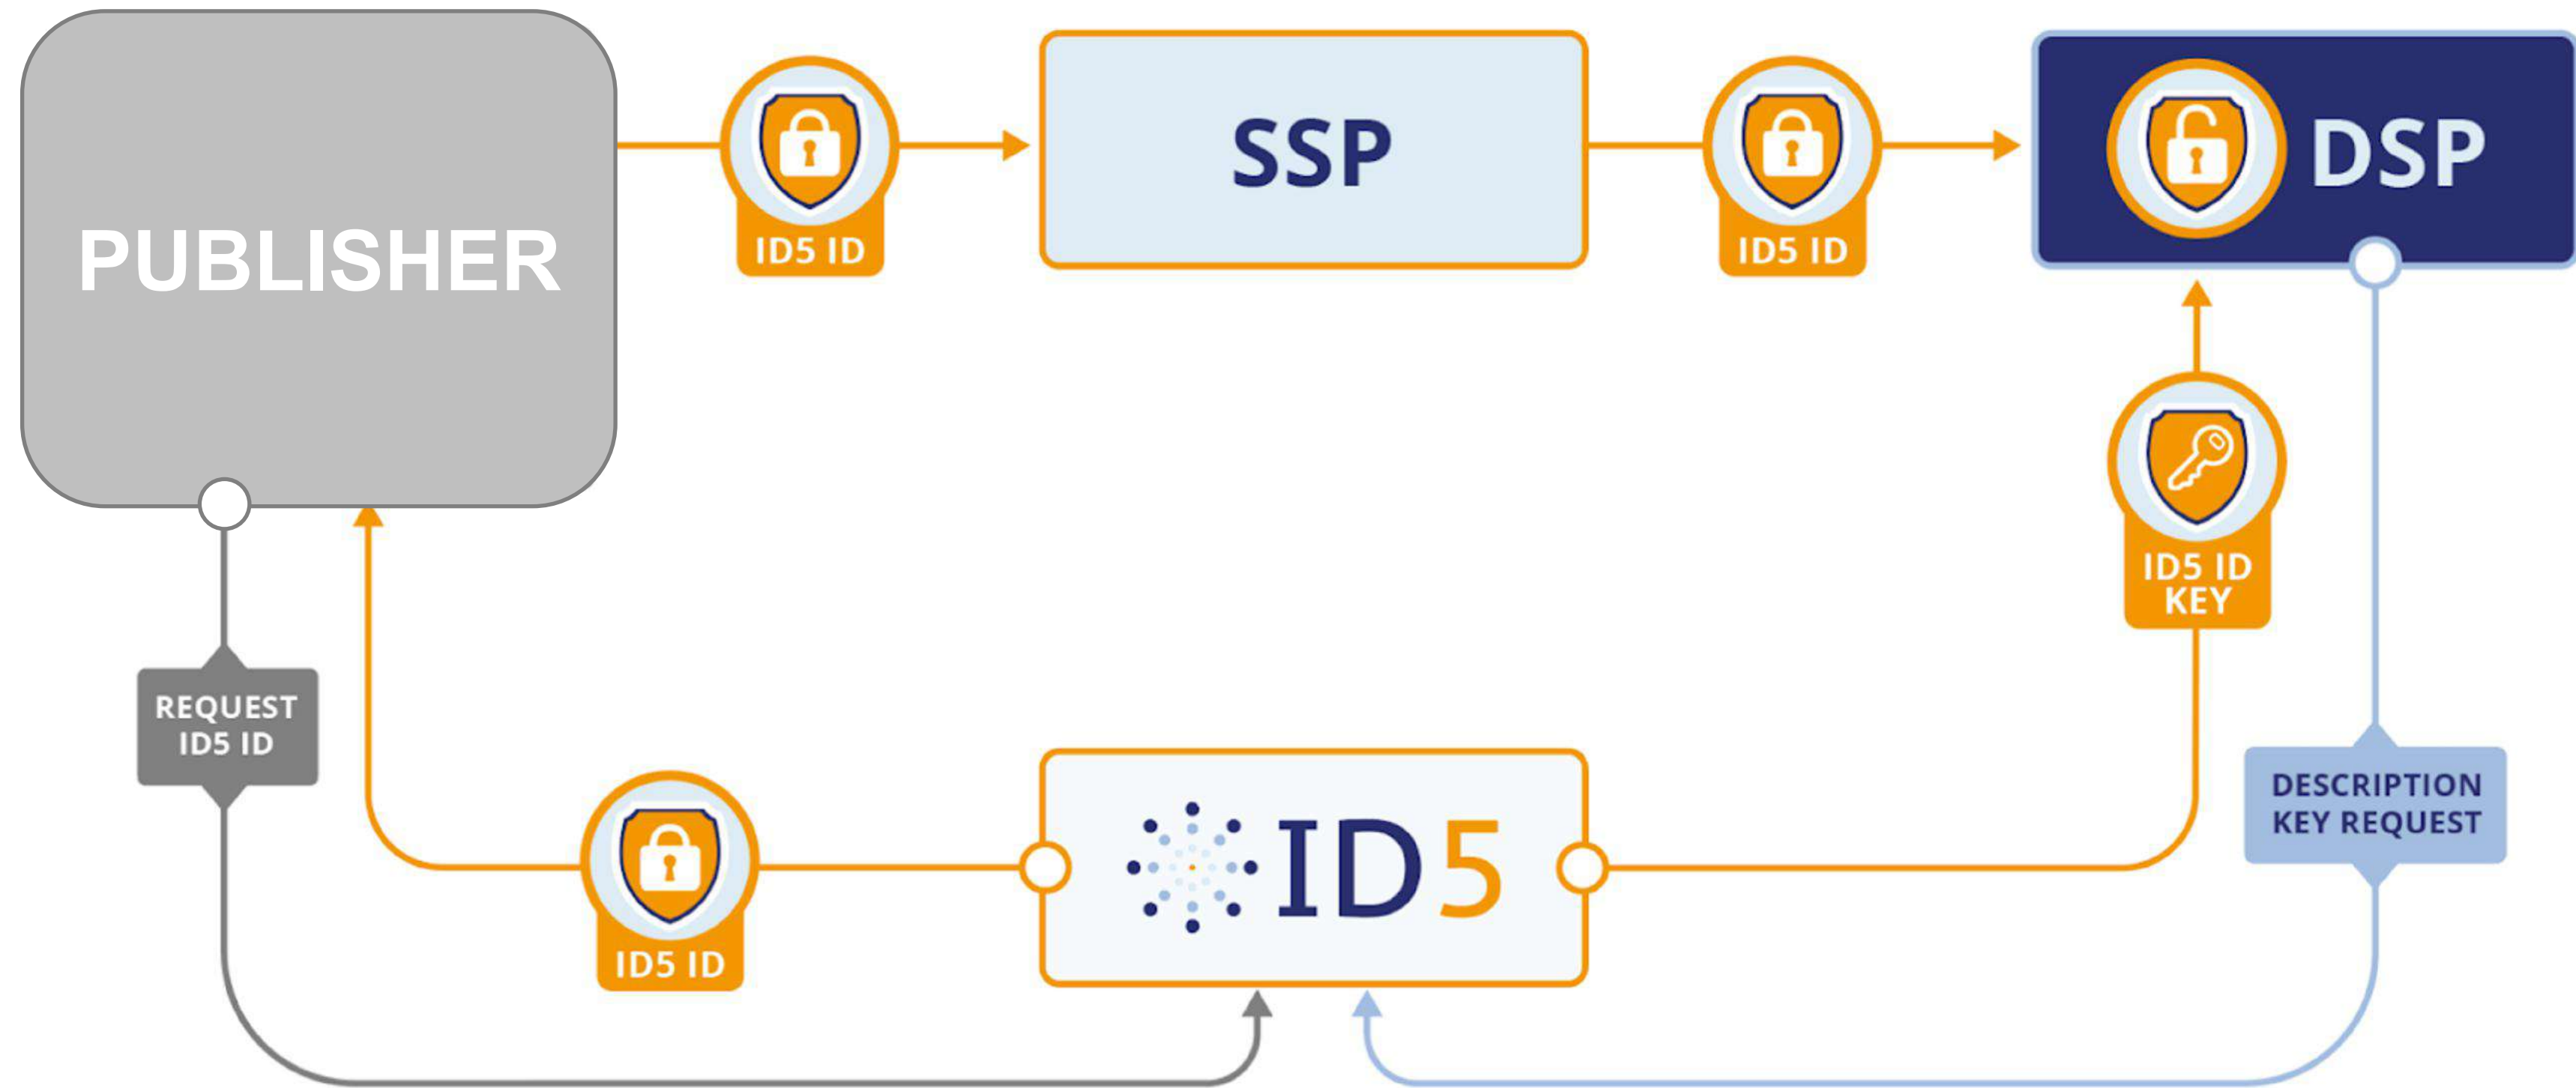 PUBLISHER
ID5 ID
SSP
ID5 ID
DSP
ID5 ID
KEY
REQUEST
ID5 ID
DESCRIPTION
KEY REQUEST
ID5 ID
ID5